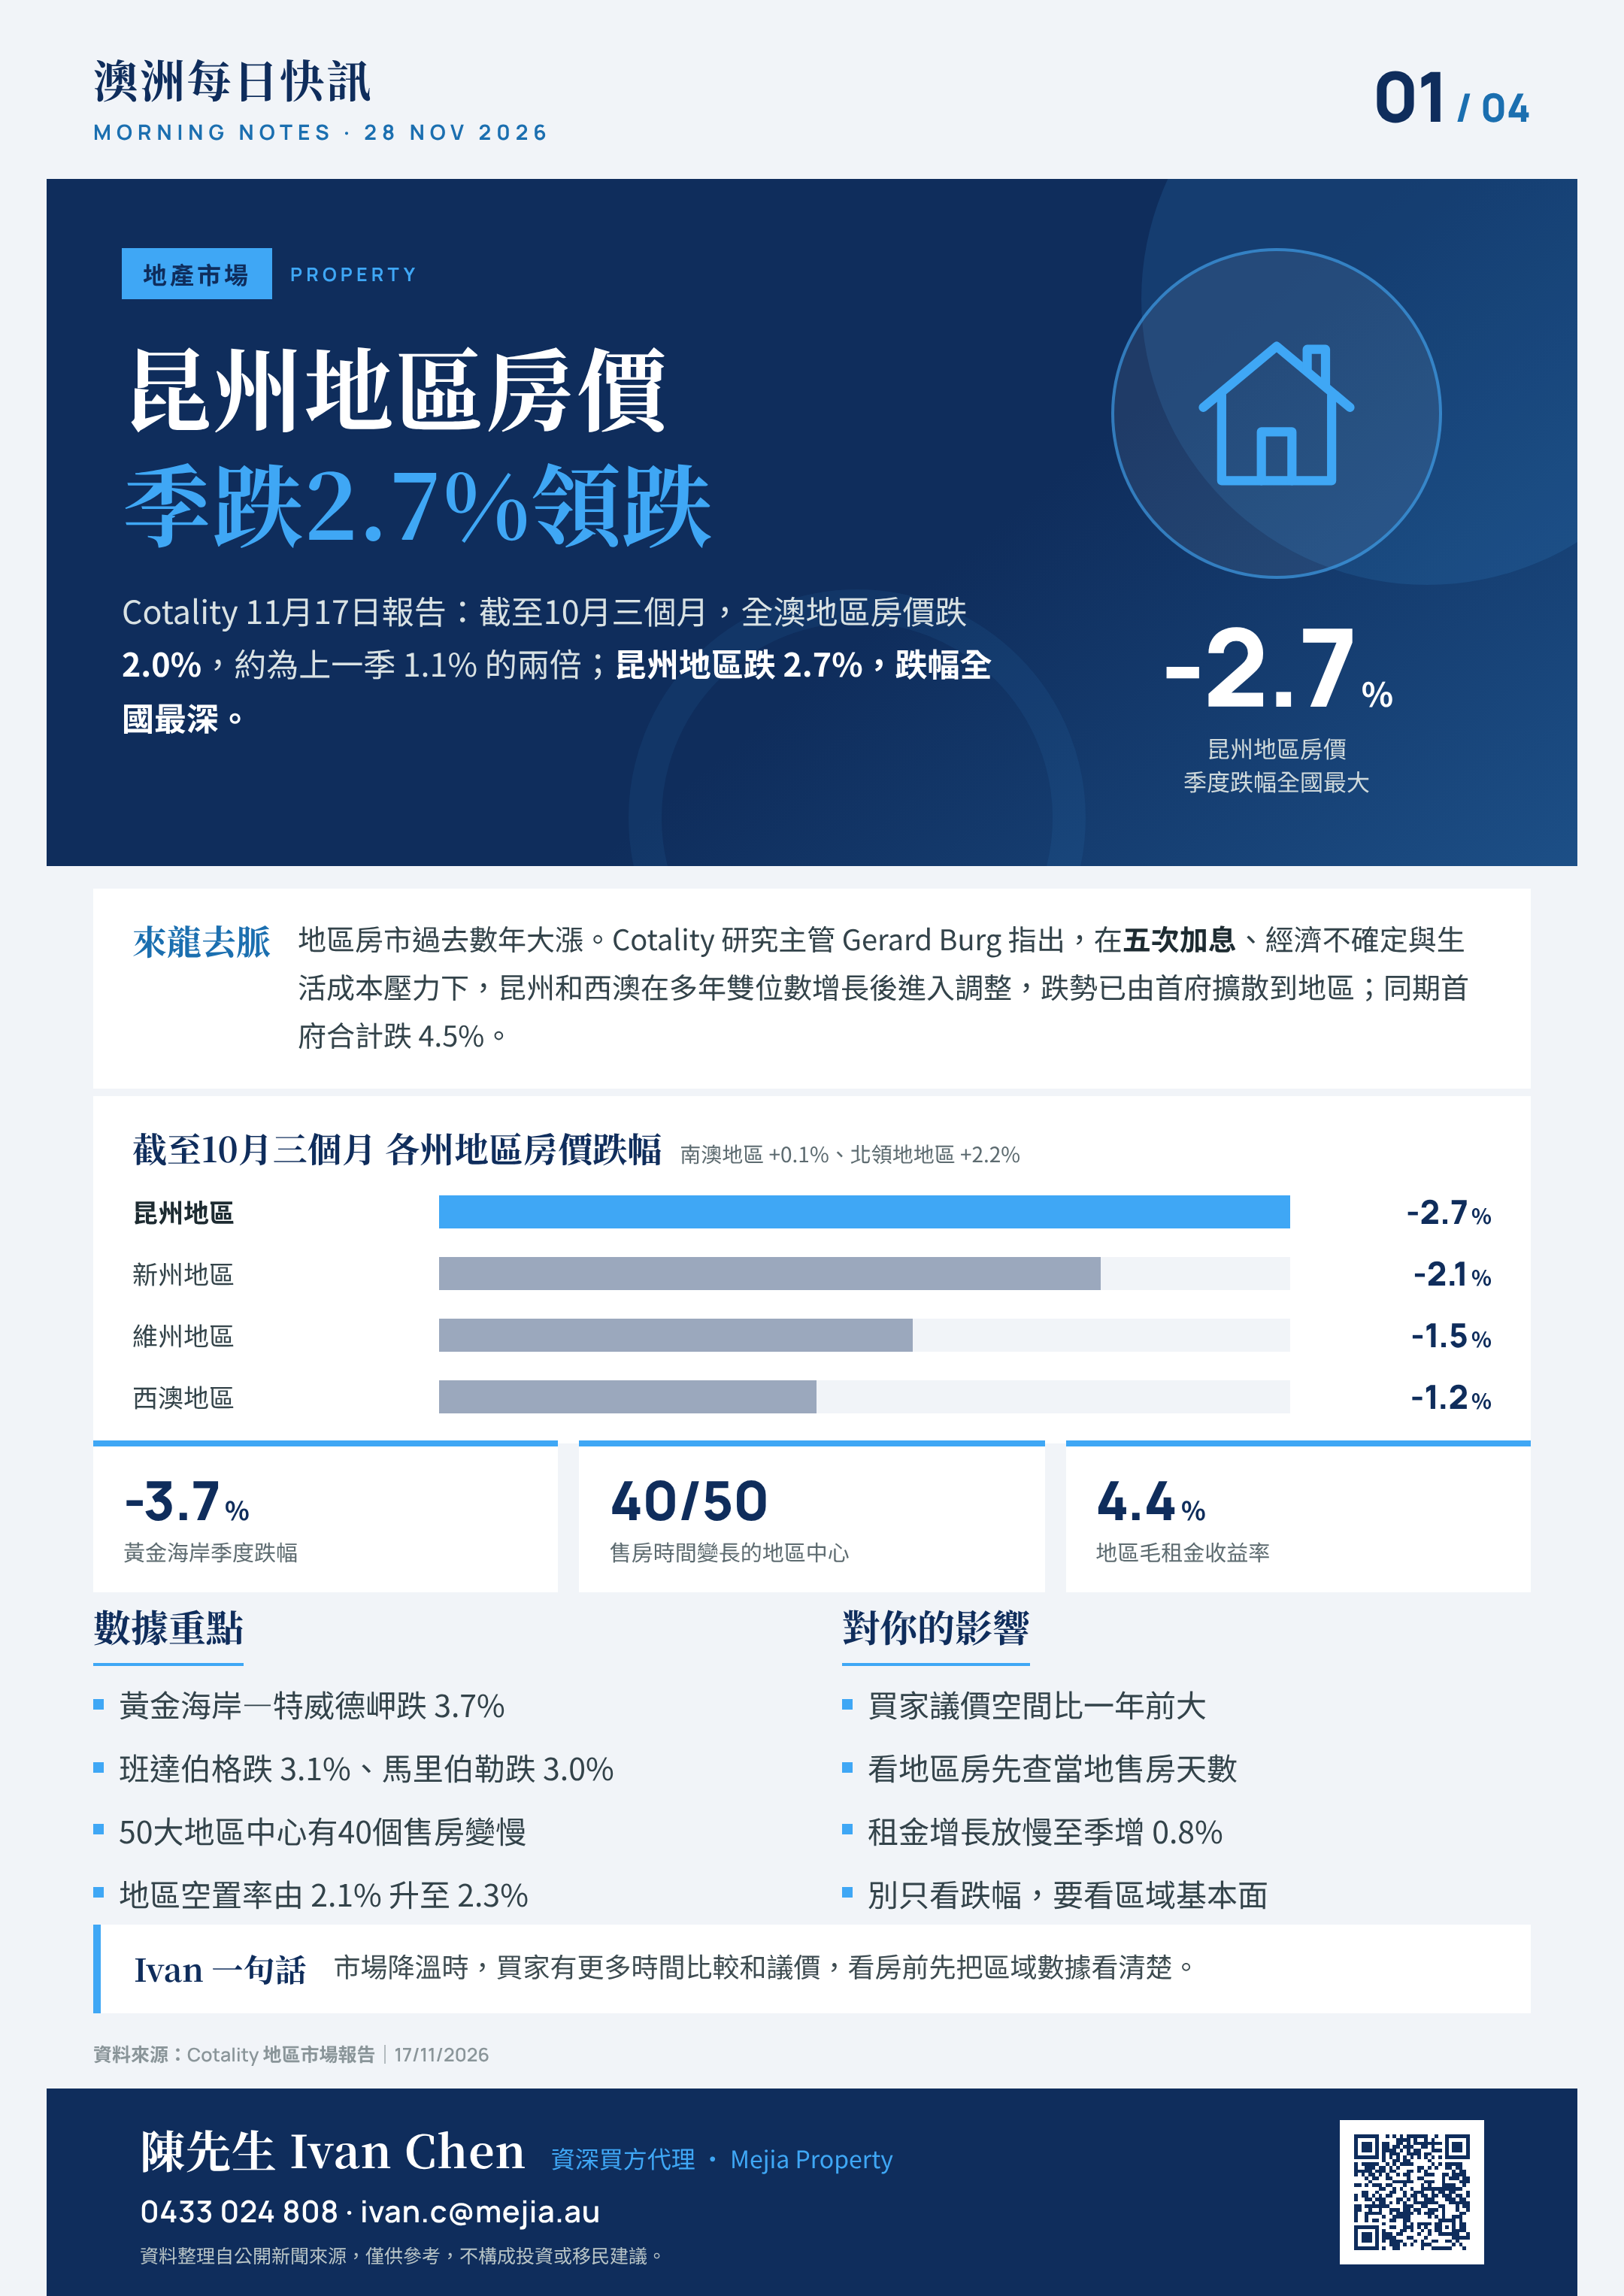 澳洲每日快訊
MORNING NOTES · 28 NOV 2026
01 / 04
地產市場 PROPERTY
昆州地區房價
季跌2.7%領跌
Cotality 11月17日報告：截至10月三個月，全澳地區房價跌
2.0%，約為上一季 1.1% 的兩倍；昆州地區跌 2.7%，跌幅全
國最深。
-2.7 %
昆州地區房價
季度跌幅全國最大
來龍去脈
地區房市過去數年大漲。Cotality 研究主管 Gerard Burg 指出，在五次加息、經濟不確定與生
活成本壓力下，昆州和西澳在多年雙位數增長後進入調整，跌勢已由首府擴散到地區；同期首
府合計跌 4.5%。
截至10月三個月 各州地區房價跌幅 南澳地區 +0.1%、北領地地區 +2.2%
昆州地區 -2.7%
新州地區 -2.1%
維州地區 -1.5%
西澳地區 -1.2%
-3.7%
黃金海岸季度跌幅
40/50
售房時間變長的地區中心
4.4%
地區毛租金收益率
數據重點
黃金海岸—特威德岬跌 3.7%
班達伯格跌 3.1%、馬里伯勒跌 3.0%
50大地區中心有40個售房變慢
地區空置率由 2.1% 升至 2.3%
對你的影響
買家議價空間比一年前大
看地區房先查當地售房天數
租金增長放慢至季增 0.8%
別只看跌幅，要看區域基本面
Ivan 一句話 市場降溫時，買家有更多時間比較和議價，看房前先把區域數據看清楚。
資料來源：Cotality 地區市場報告｜17/11/2026
陳先生 Ivan Chen 資深買方代理 · Mejia Property
0433 024 808 · ivan.c@mejia.au
資料整理自公開新聞來源，僅供參考，不構成投資或移民建議。